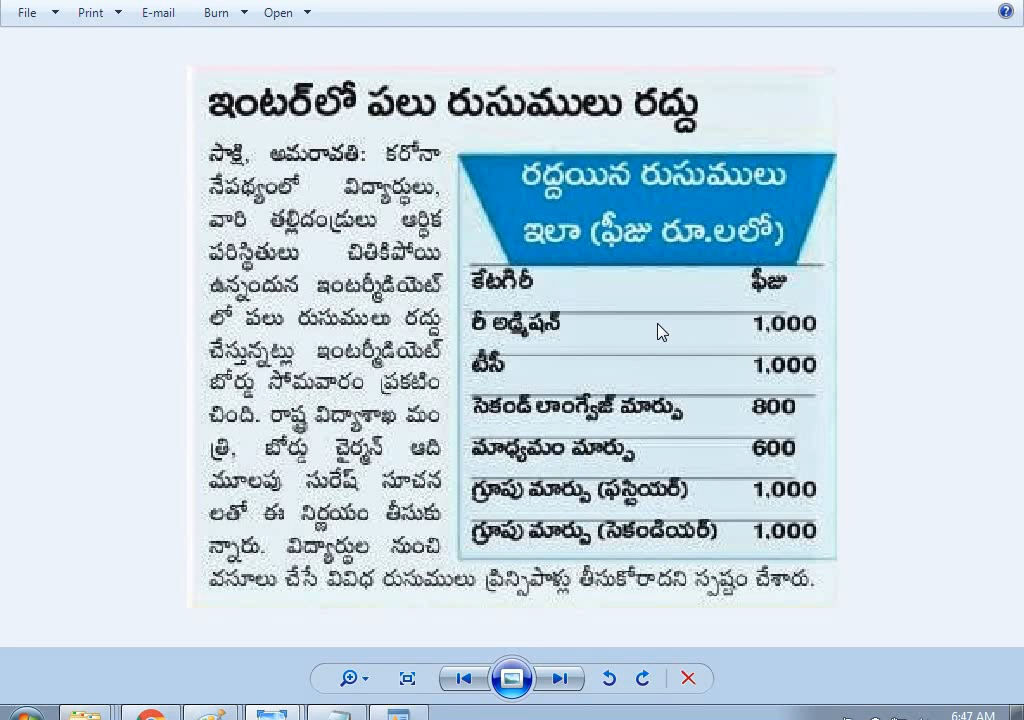 File Print E-mail Burn Open
ఇంటర్‌లో పలు రుసుములు రద్దు
సాక్షి, అమరావతి: కరోనా
నేపథ్యంలో విద్యార్థులు,
వారి తల్లిదండ్రులు ఆర్థిక
పరిస్థితులు చితికిపోయి
ఉన్నందున ఇంటర్మీడియెట్
లో పలు రుసుములు రద్దు
చేస్తున్నట్లు ఇంటర్మీడియెట్
బోర్డు సోమవారం ప్రకటిం
చింది. రాష్ట్ర విద్యాశాఖ మం
త్రి, బోర్డు చైర్మన్ ఆది
మూలపు సురేష్ సూచన
లతో ఈ నిర్ణయం తీసుకు
న్నారు. విద్యార్థుల నుంచి
వసూలు చేసే వివిధ రుసుములు ప్రిన్సిపాళ్లు తీసుకోరాదని స్పష్టం చేశారు.
రద్దయిన రుసుములు
ఇలా (ఫీజు రూ.లలో)
కేటగిరీ ఫీజు
రీ అడ్మిషన్ 1,000
టీసీ 1,000
సెకండ్ లాంగ్వేజ్ మార్పు 800
మాధ్యమం మార్పు 600
గ్రూపు మార్పు (ఫస్టియర్) 1,000
గ్రూపు మార్పు (సెకండియర్) 1,000
6:47 AM